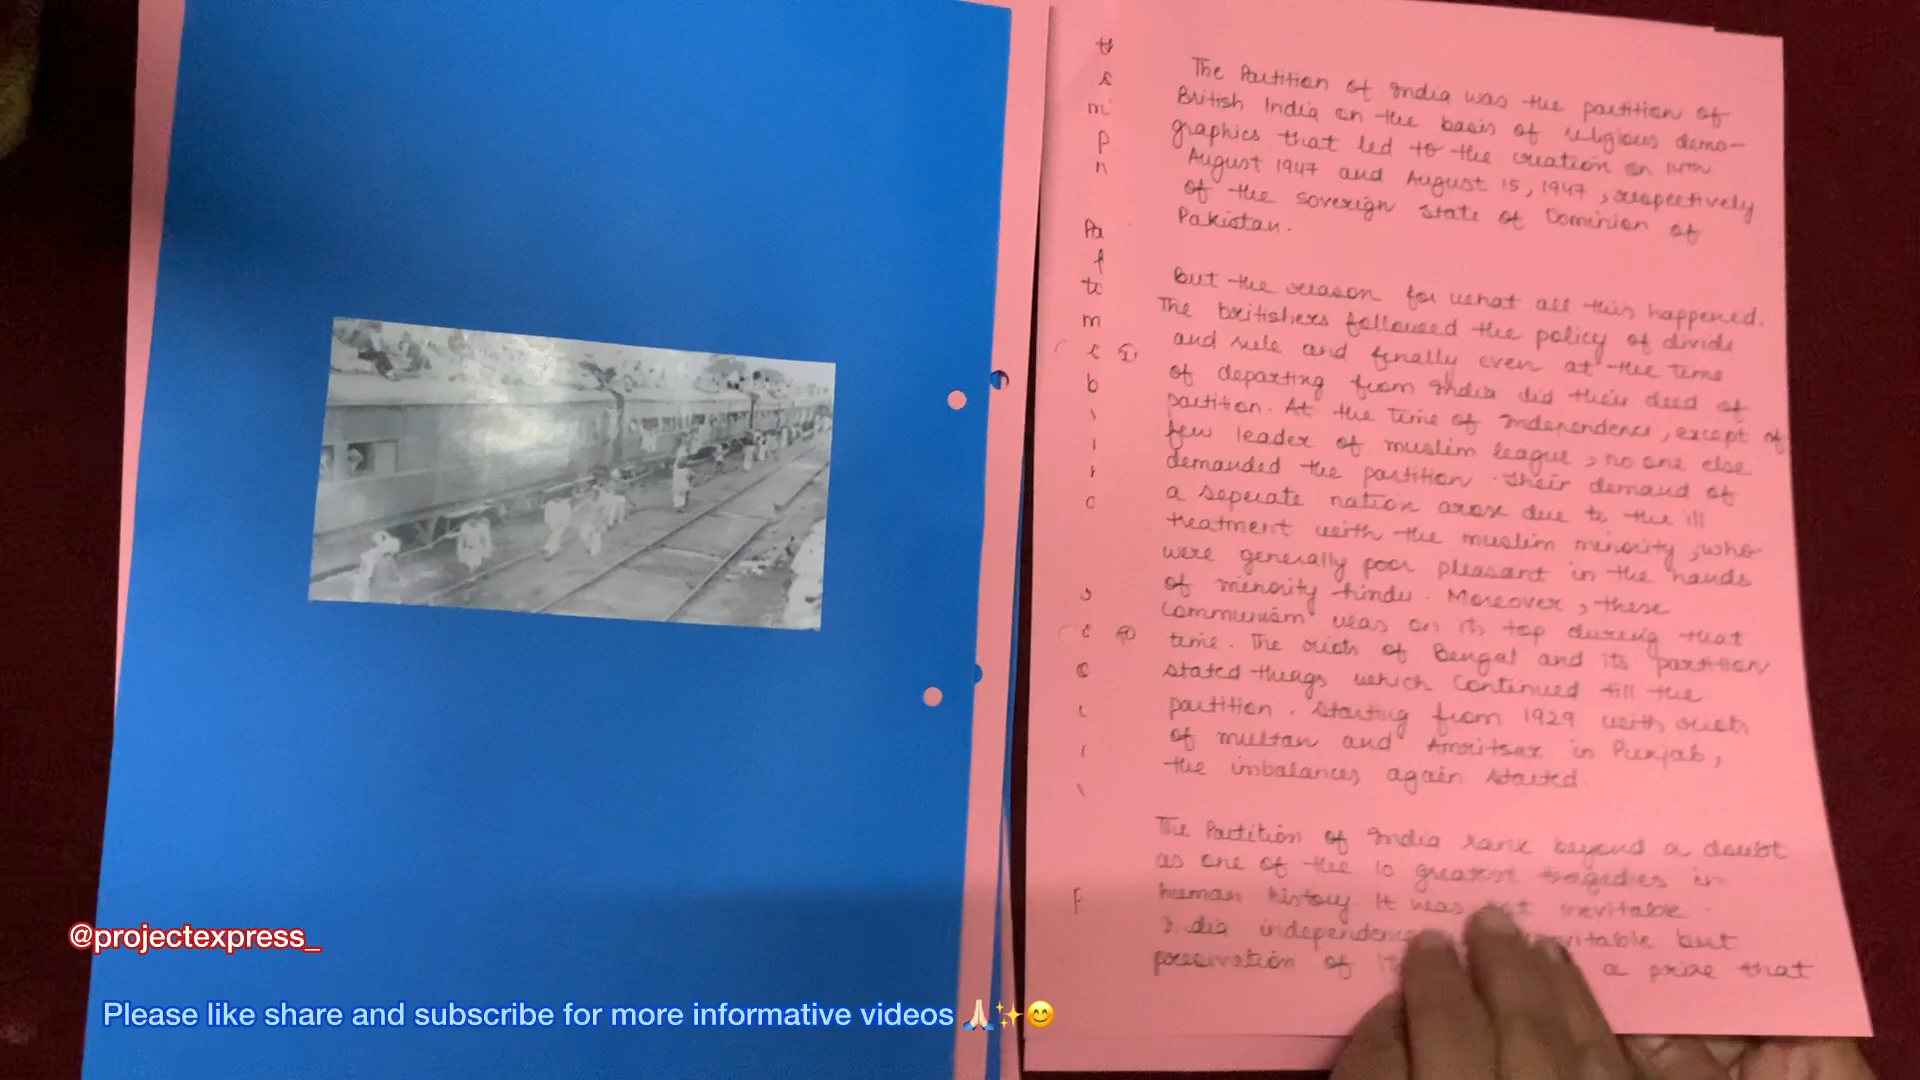 The Partition of India was the partition of
British India on the basis of religious demo-
graphics that led to the creation on 14th
August 1947 and August 15, 1947, respectively
of the soverign state of Dominion of
Pakistan.
But the reason for what all this happened.
The britishers followed the policy of divide
and rule and finally even at the time
of departing from India did their deed of
partition. At the time of Independence, except of
few leader of muslim league, no one else
demanded the partition. Their demand of
a seperate nation arose due to the ill
treatment with the muslim minority, who
were generally poor pleasant in the hands
of minority hindu. Moreover, these
Communism was on its top during that
time. The riots of Bengal and its partition
stated things which continued till the
partition. Starting from 1929 with riots
of multan and Amritsar in Punjab,
the imbalances again started.
The Partition of India rank beyond a doubt
as one of the 10 greatest tragedies in
human history. It was not inevitable.
India independence but
preservation of a prize that
@projectexpress_
Please like share and subscribe for more informative videos 🙏🏻✨😊